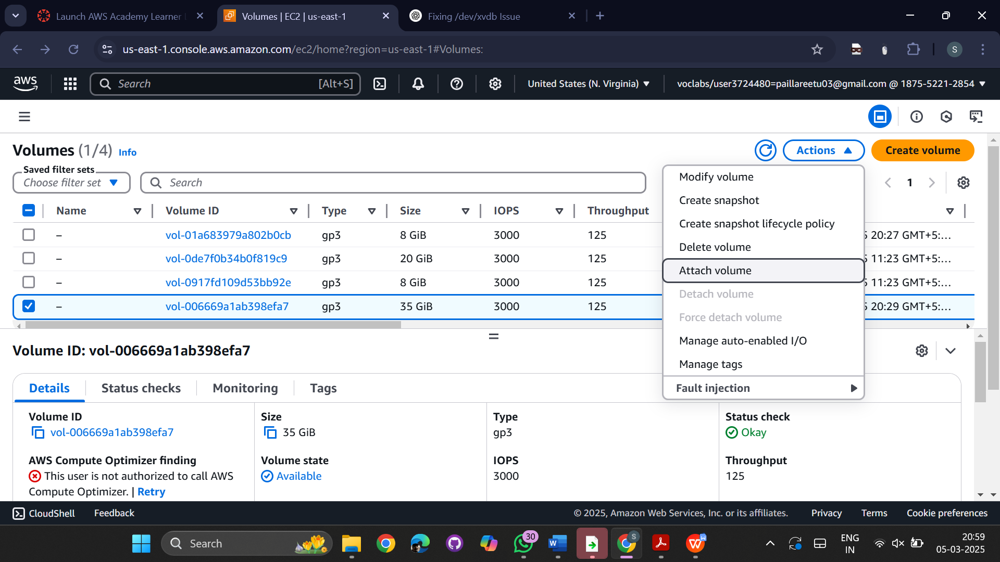 Launch AWS Academy Learner
Volumes | EC2 | us-east-1
Fixing /dev/xvdb Issue
us-east-1.console.aws.amazon.com/ec2/home?region=us-east-1#Volumes:
S
aws
Search
[Alt+S]
United States (N. Virginia)
voclabs/user3724480=paillareetu03@gmail.com @ 1875-5221-2854
Volumes (1/4) Info
Actions
Create volume
Saved filter sets
Choose filter set
Search
1
Name
Volume ID
Type
Size
IOPS
Throughput
– vol-01a683979a802b0cb gp3 8 GiB 3000 125 5 20:27 GMT+5:...
– vol-0de7f0b34b0f819c9 gp3 20 GiB 3000 125 5 11:23 GMT+5:...
– vol-0917fd109d53bb92e gp3 8 GiB 3000 125 5 11:23 GMT+5:...
– vol-006669a1ab398efa7 gp3 35 GiB 3000 125 5 20:29 GMT+5:...
Modify volume
Create snapshot
Create snapshot lifecycle policy
Delete volume
Attach volume
Detach volume
Force detach volume
Manage auto-enabled I/O
Manage tags
Fault injection
Volume ID: vol-006669a1ab398efa7
Details
Status checks
Monitoring
Tags
Volume ID
vol-006669a1ab398efa7
Size
35 GiB
Type
gp3
Status check
Okay
AWS Compute Optimizer finding
This user is not authorized to call AWS
Compute Optimizer. | Retry
Volume state
Available
IOPS
3000
Throughput
125
CloudShell
Feedback
© 2025, Amazon Web Services, Inc. or its affiliates.
Privacy
Terms
Cookie preferences
Search
30
W
S
W
ENG
IN
20:59
05-03-2025